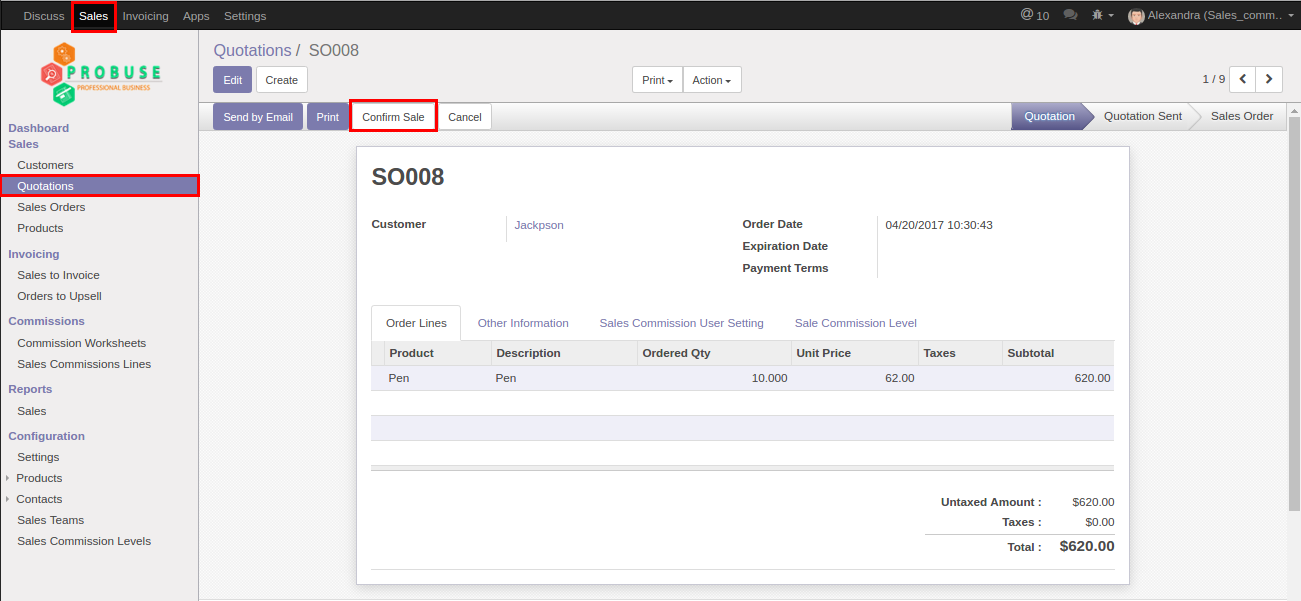 Discuss Sales Invoicing Apps Settings @ 10 Alexandra (Sales_comm..
PROBUSE
PROFESSIONAL BUSINESS
Quotations / SO008
Edit Create Print Action 1 / 9
Send by Email Print Confirm Sale Cancel Quotation Quotation Sent Sales Order
Dashboard
Sales
Customers
Quotations
Sales Orders
Products
Invoicing
Sales to Invoice
Orders to Upsell
Commissions
Commission Worksheets
Sales Commissions Lines
Reports
Sales
Configuration
Settings
Products
Contacts
Sales Teams
Sales Commission Levels
SO008
Customer Jackpson Order Date 04/20/2017 10:30:43
Expiration Date
Payment Terms
Order Lines Other Information Sales Commission User Setting Sale Commission Level
Product Description Ordered Qty Unit Price Taxes Subtotal
Pen Pen 10.000 62.00 620.00
Untaxed Amount : $620.00
Taxes : $0.00
Total : $620.00